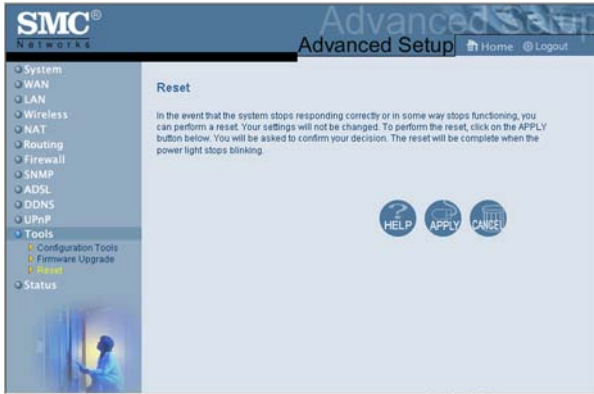 SMC®
Networks
Advanced Setup
Advanced Setup
Home
Logout
System
WAN
LAN
Wireless
NAT
Routing
Firewall
SNMP
ADSL
DDNS
UPnP
Tools
Configuration Tools
Firmware Upgrade
Reset
Status
Reset
In the event that the system stops responding correctly or in some way stops functioning, you
can perform a reset. Your settings will not be changed. To perform the reset, click on the APPLY
button below. You will be asked to confirm your decision. The reset will be complete when the
power light stops blinking.
HELP
APPLY
CANCEL